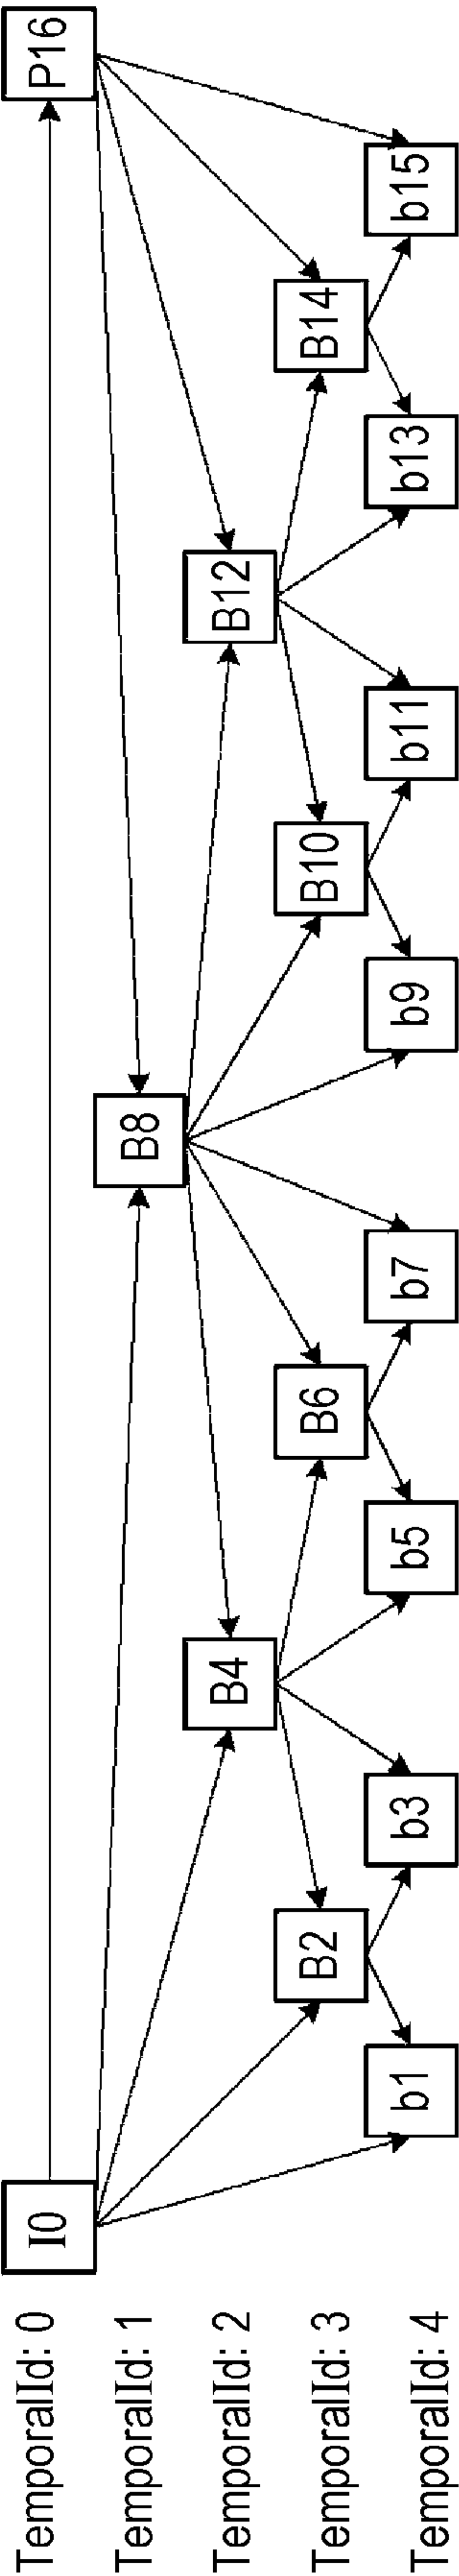 TemporalId: 0 I0 P16
TemporalId: 1 B8
TemporalId: 2 B4 B12
TemporalId: 3 B2 B6 B10 B14
TemporalId: 4 b1 b3 b5 b7 b9 b11 b13 b15